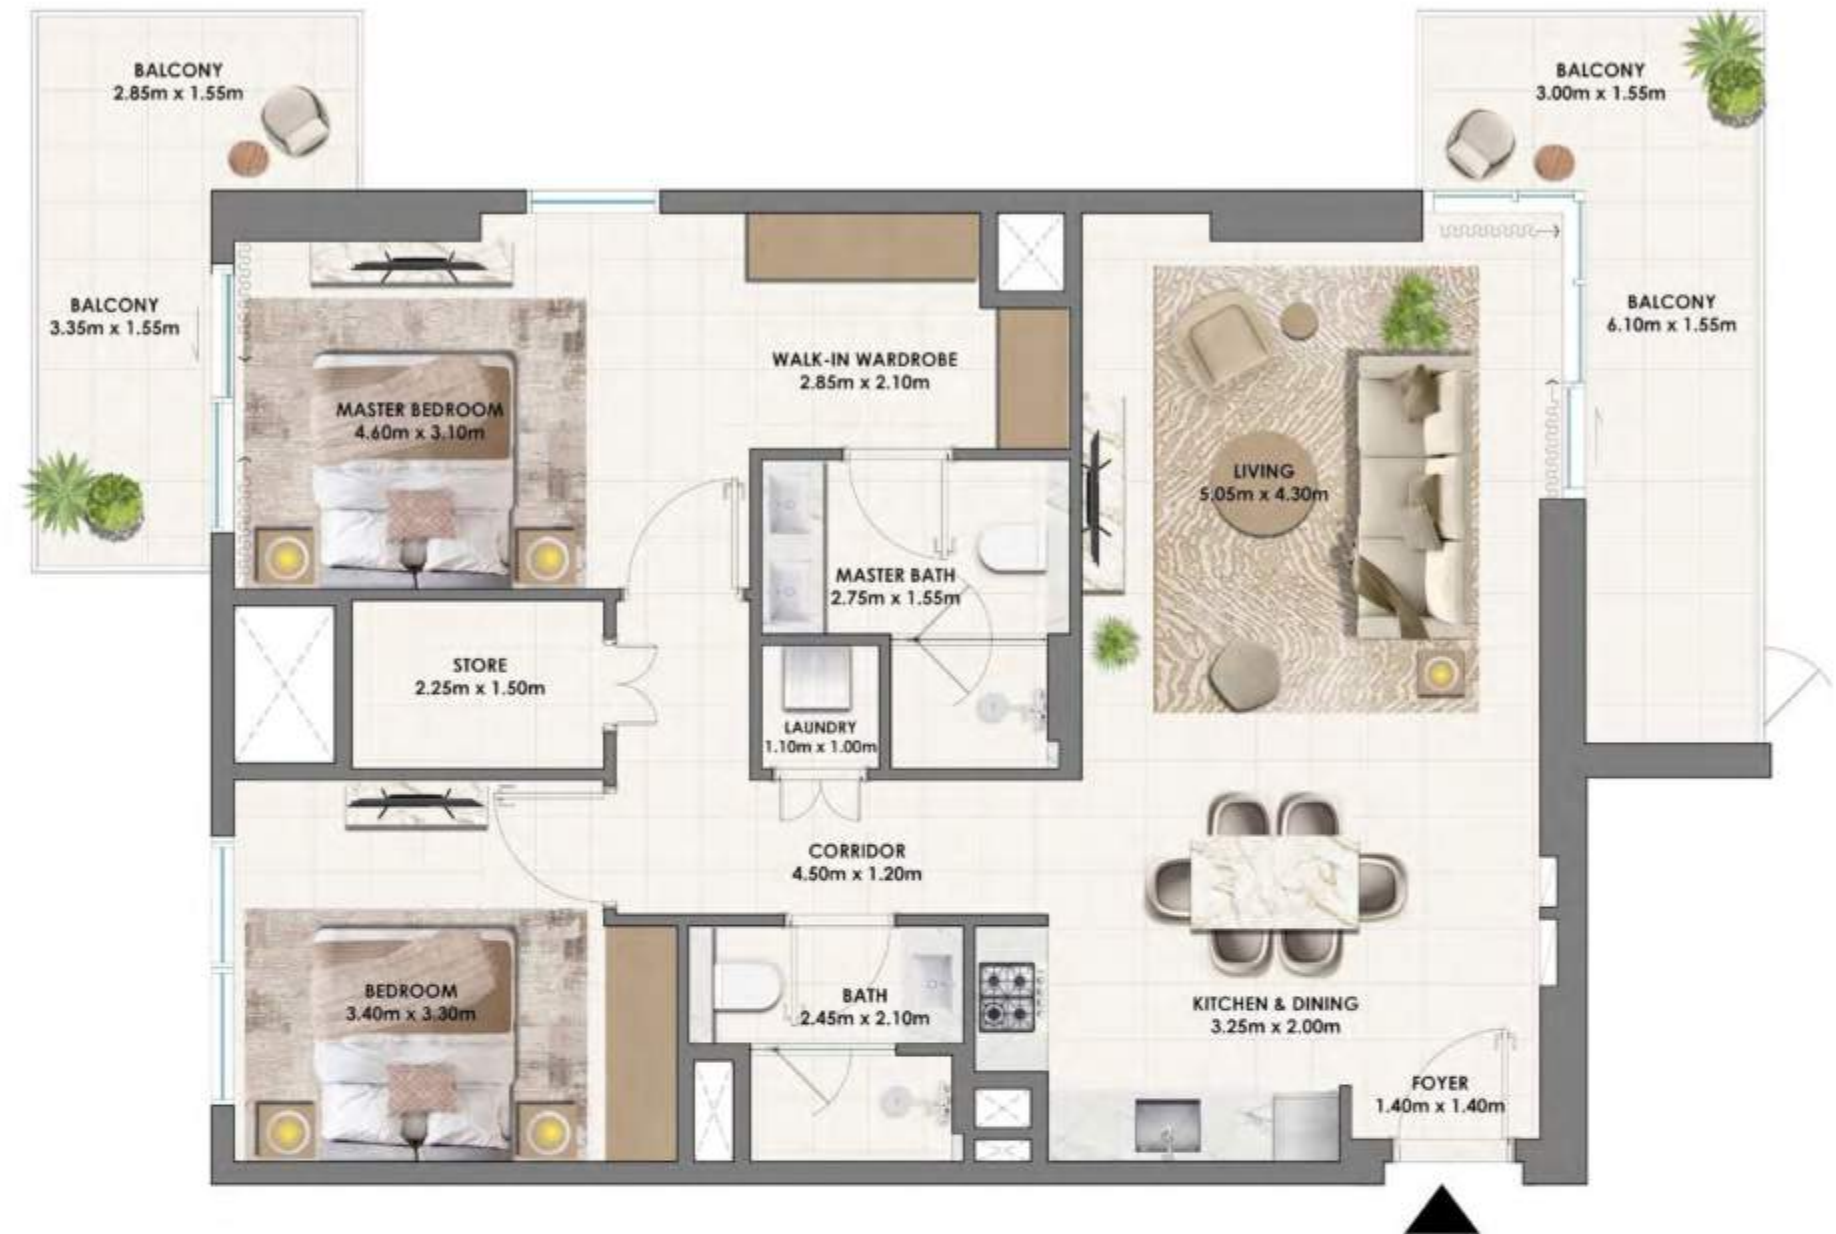 BALCONY
2.85m x 1.55m
BALCONY
3.00m x 1.55m
BALCONY
3.35m x 1.55m
BALCONY
6.10m x 1.55m
WALK-IN WARDROBE
2.85m x 2.10m
MASTER BEDROOM
4.60m x 3.10m
LIVING
5.05m x 4.30m
MASTER BATH
2.75m x 1.55m
STORE
2.25m x 1.50m
LAUNDRY
1.10m x 1.00m
CORRIDOR
4.50m x 1.20m
BEDROOM
3.40m x 3.30m
BATH
2.45m x 2.10m
KITCHEN & DINING
3.25m x 2.00m
FOYER
1.40m x 1.40m